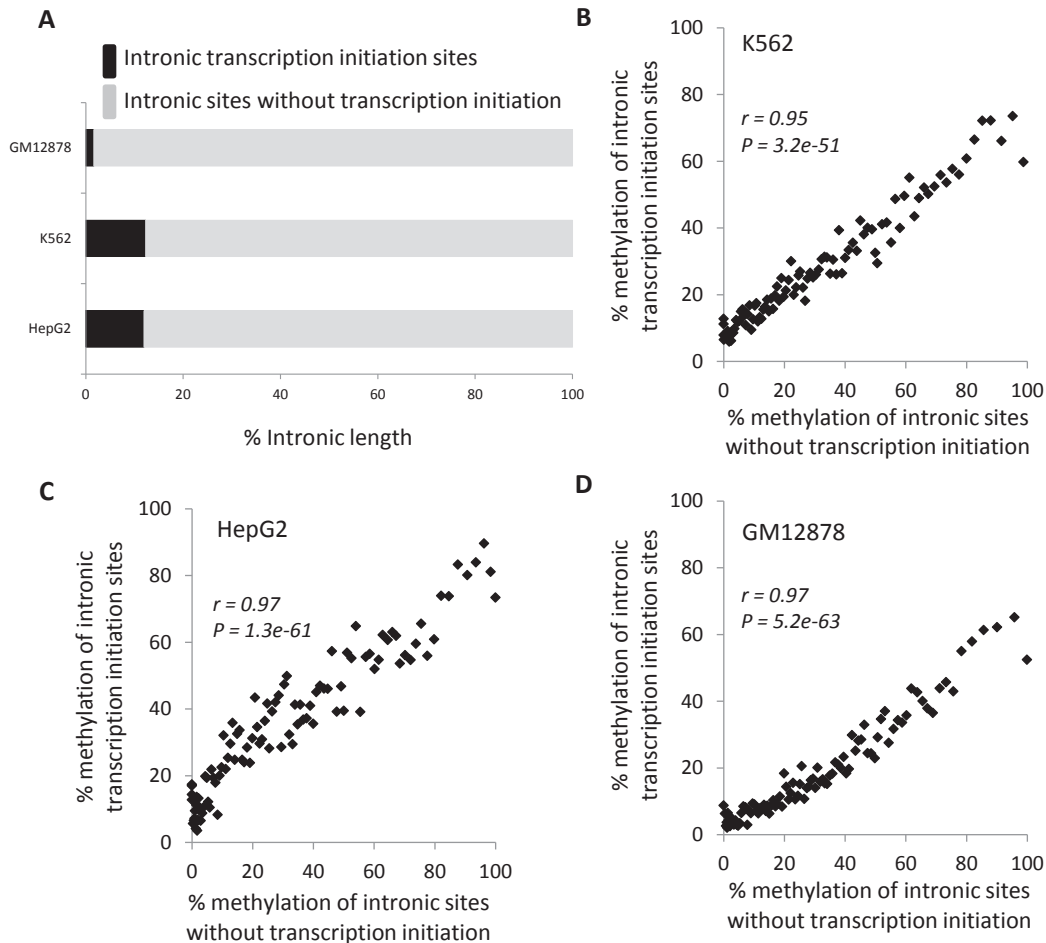 A
Intronic transcription initiation sites
Intronic sites without transcription initiation
GM12878
K562
HepG2
0 20 40 60 80 100
% Intronic length
B
K562
r = 0.95
P = 3.2e-51
% methylation of intronic
transcription initiation sites
100
80
60
40
20
0
0 20 40 60 80 100
% methylation of intronic sites
without transcription initiation
C
HepG2
r = 0.97
P = 1.3e-61
% methylation of intronic
transcription initiation sites
100
80
60
40
20
0
0 20 40 60 80 100
% methylation of intronic sites
without transcription initiation
D
GM12878
r = 0.97
P = 5.2e-63
% methylation of intronic
transcription initiation sites
100
80
60
40
20
0
0 20 40 60 80 100
% methylation of intronic sites
without transcription initiation